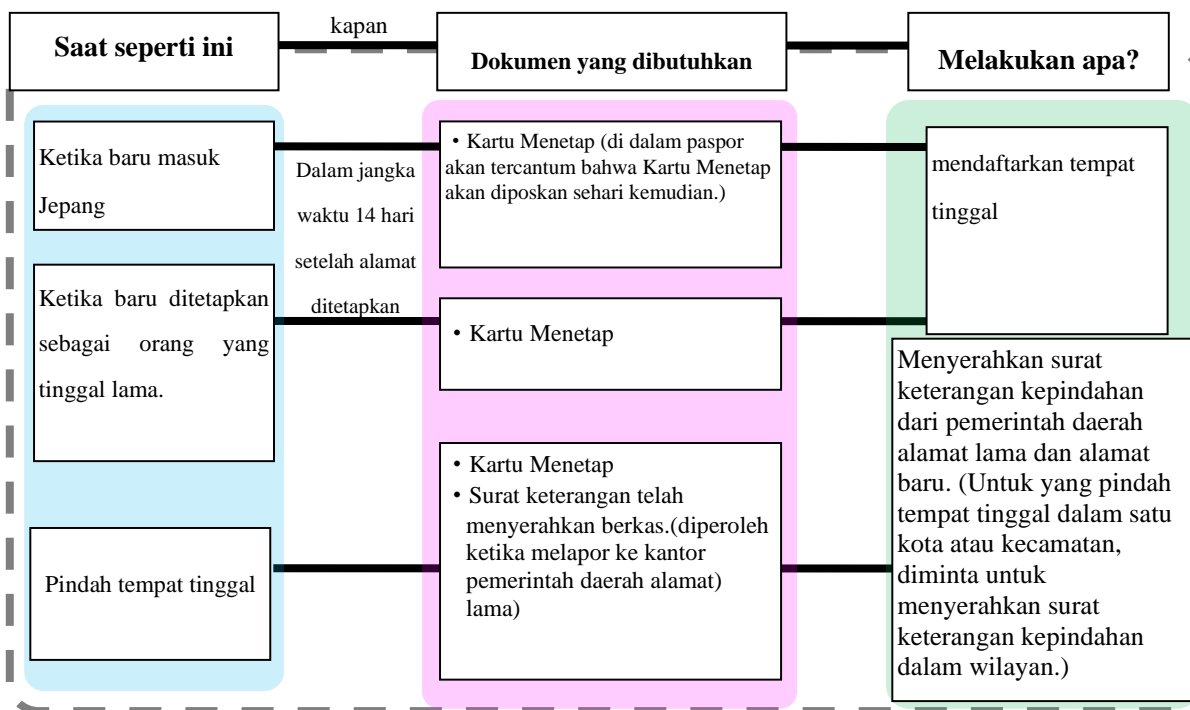 Saat seperti ini
kapan
Dokumen yang dibutuhkan
Melakukan apa?
Ketika baru masuk
Jepang
Dalam jangka
waktu 14 hari
setelah alamat
ditetapkan
• Kartu Menetap (di dalam paspor
akan tercantum bahwa Kartu Menetap
akan diposkan sehari kemudian.)
mendaftarkan tempat
tinggal
Ketika baru ditetapkan
sebagai orang yang
tinggal lama.
• Kartu Menetap
Pindah tempat tinggal
• Kartu Menetap
• Surat keterangan telah
menyerahkan berkas.(diperoleh
ketika melapor ke kantor
pemerintah daerah alamat)
lama)
Menyerahkan surat
keterangan kepindahan
dari pemerintah daerah
alamat lama dan alamat
baru. (Untuk yang pindah
tempat tinggal dalam satu
kota atau kecamatan,
diminta untuk
menyerahkan surat
keterangan kepindahan
dalam wilayan.)